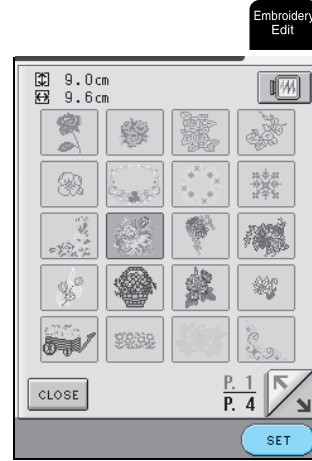 Embroidery
Edit
9.0cm
9.6cm
CLOSE
P. 1
P. 4
SET